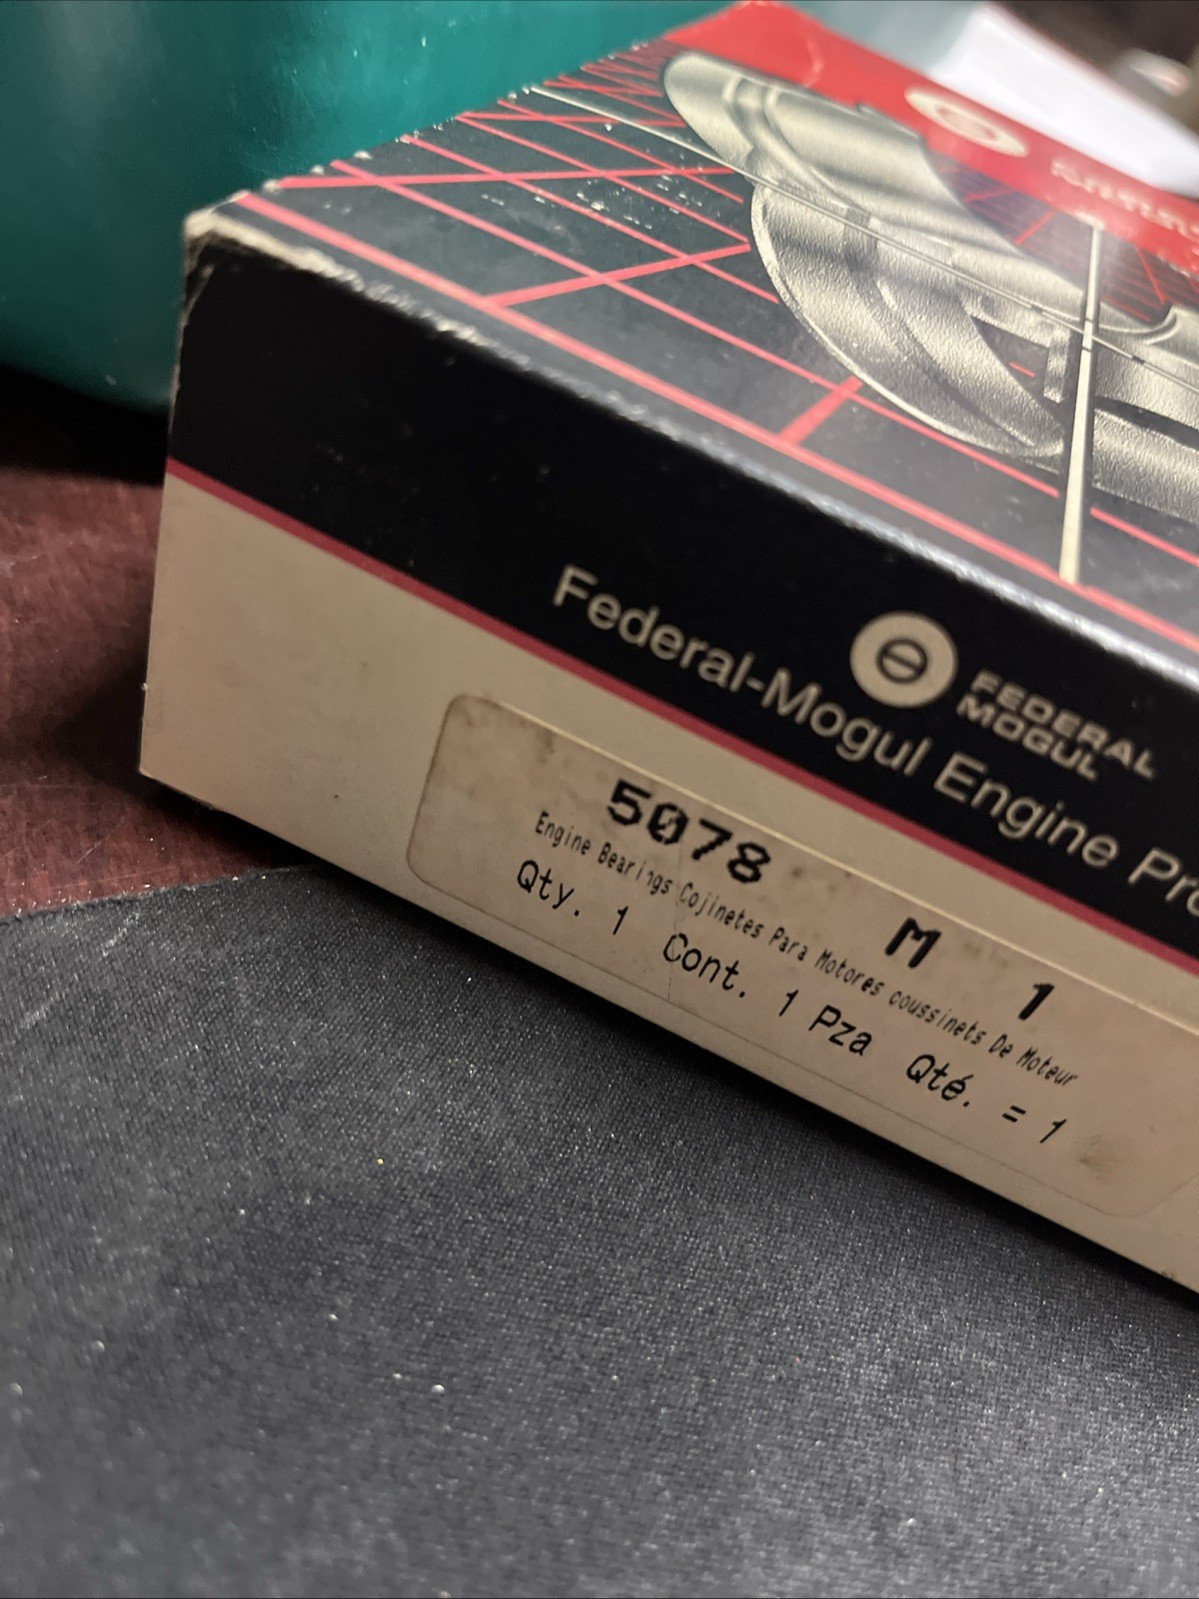 FEDERAL
MOGUL
Federal-Mogul Engine
5078 M 1
Engine Bearings Cojinetes Para Motores coussinets De Moteur
Qty. 1 Cont. 1 Pza Qté. = 1